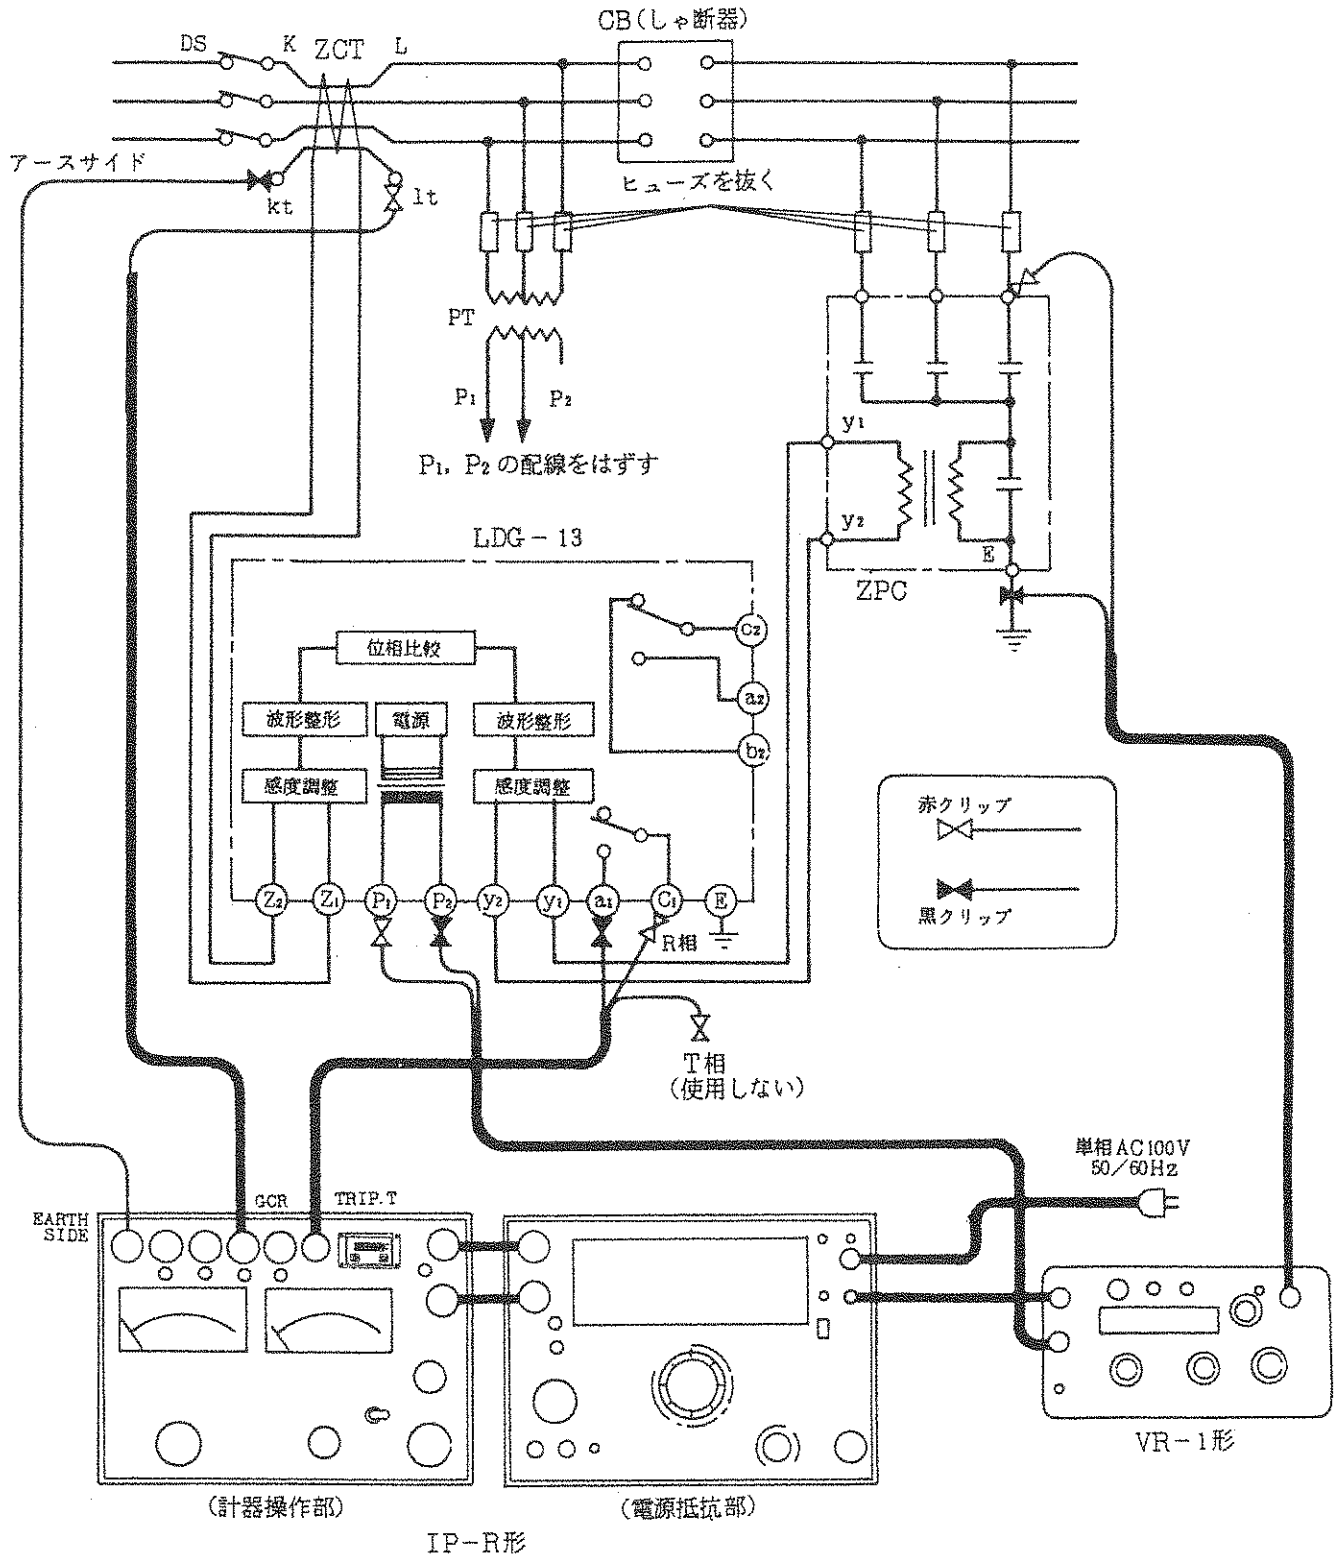 CB(しゃ断器)
DS
K
ZCT
L
アースサイド
kt
lt
ヒューズを抜く
PT
P₁
P₂
P₁, P₂ の配線をはずす
y₁
y₂
E
ZPC
LDG-13
位相比較
波形整形
電源
波形整形
感度調整
感度調整
C₂
a₂
b₂
赤クリップ
黒クリップ
Z₂
Z₁
P₁
P₂
y₂
y₁
a₁
C₁
E
R相
T相
(使用しない)
単相AC100V
50/60Hz
EARTH
SIDE
GCR
TRIP.T
VR-1形
(計器操作部)
(電源抵抗部)
IP-R形